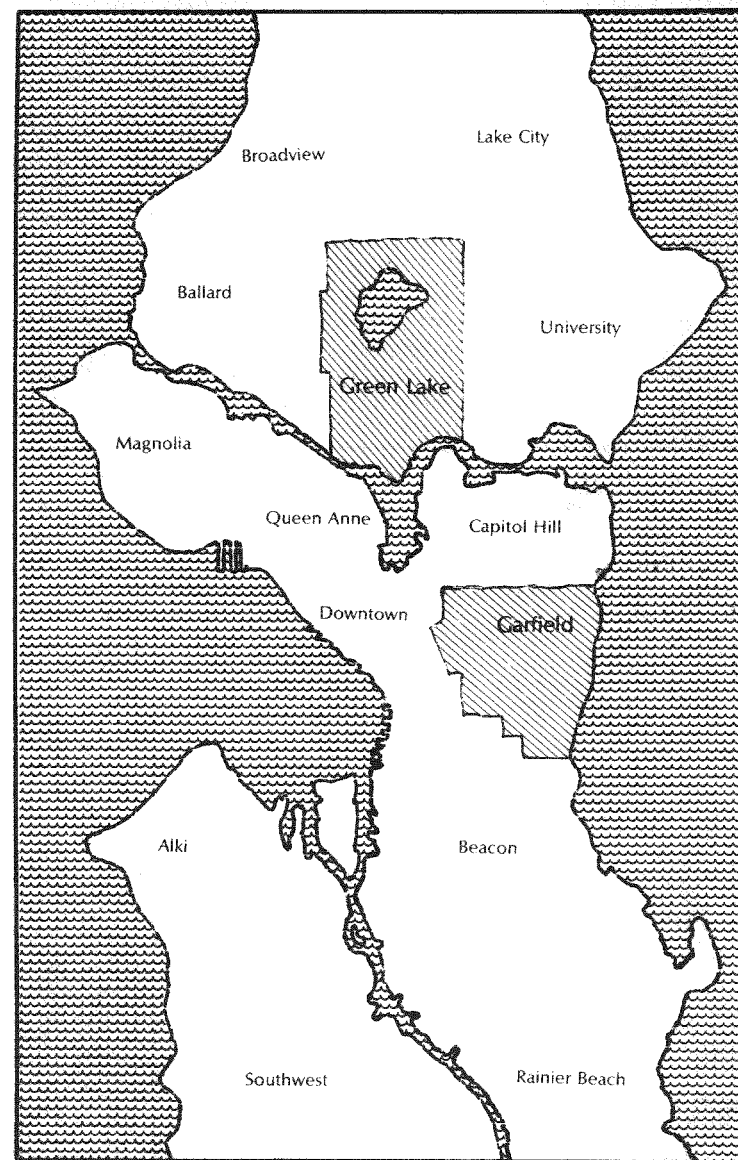 Lake City
Broadview
Ballard
University
Green Lake
Magnolia
Queen Anne
Capitol Hill
Downtown
Garfield
Alki
Beacon
Southwest
Rainier Beach